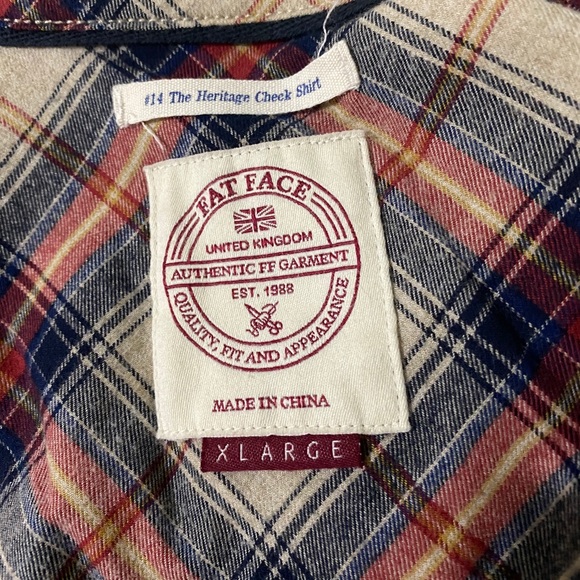 #14 The Heritage Check Shirt
FAT FACE
UNITED KINGDOM
AUTHENTIC FF GARMENT
EST. 1988
QUALITY, FIT AND APPEARANCE
MADE IN CHINA
XLARGE